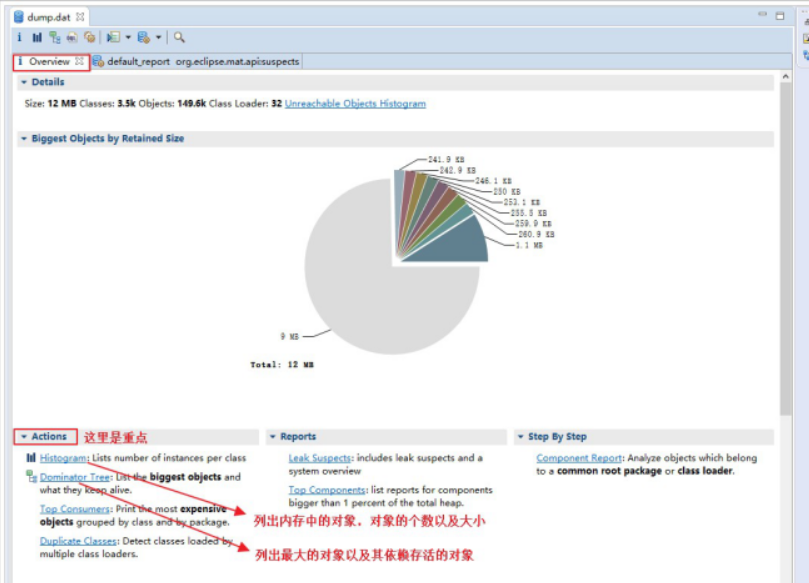 dump.dat
Overview
default_report org.eclipse.mat.api:suspects
Details
Size: 12 MB Classes: 3.5k Objects: 149.6k Class Loader: 32 Unreachable Objects Histogram
Biggest Objects by Retained Size
241.9 KB
242.9 KB
246.1 KB
250 KB
253.1 KB
255.5 KB
259.9 KB
260.9 KB
1.1 MB
9 MB
Total: 12 MB
Actions
这里是重点
Histogram: Lists number of instances per class
Dominator Tree: List the biggest objects and
what they keep alive.
Top Consumers: Print the most expensive
objects grouped by class and by package.
Duplicate Classes: Detect classes loaded by
multiple class loaders.
Reports
Leak Suspects: includes leak suspects and a
system overview
Top Components: list reports for components
bigger than 1 percent of the total heap.
Step By Step
Component Report: Analyze objects which belong
to a common root package or class loader.
列出内存中的对象，对象的个数以及大小
列出最大的对象以及其依赖存活的对象